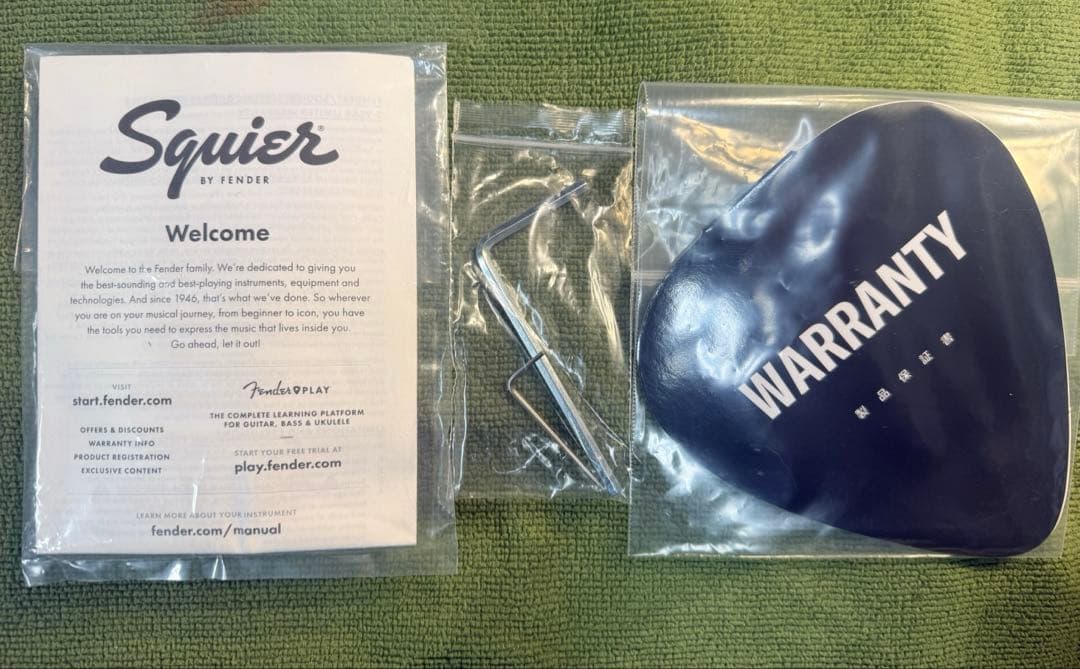 Squier®
BY FENDER
Welcome
Welcome to the Fender family. We're dedicated to giving you
the best-sounding and best-playing instruments, equipment and
technologies. And since 1946, that's what we've done. So wherever
you are on your musical journey, from beginner to icon, you have
the tools you need to express the music that lives inside you.
Go ahead, let it out!
VISIT
start.fender.com
OFFERS & DISCOUNTS
WARRANTY INFO
PRODUCT REGISTRATION
EXCLUSIVE CONTENT
Fender PLAY
THE COMPLETE LEARNING PLATFORM
FOR GUITAR, BASS & UKULELE
START YOUR FREE TRIAL AT
play.fender.com
LEARN MORE ABOUT YOUR INSTRUMENT
fender.com/manual
WARRANTY
製品保証書